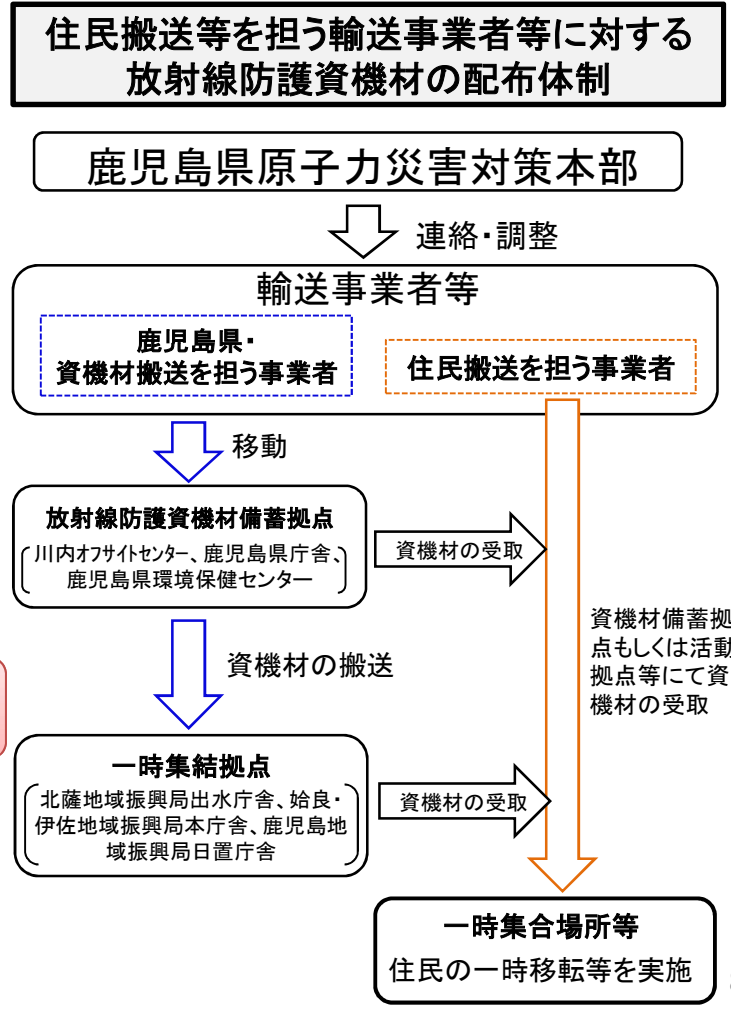 住民搬送等を担う輸送事業者等に対する
放射線防護資機材の配布体制
鹿児島県原子力災害対策本部
連絡・調整
輸送事業者等
鹿児島県・
資機材搬送を担う事業者
住民搬送を担う事業者
移動
放射線防護資機材備蓄拠点
川内オフサイトセンター、鹿児島県庁舎、
鹿児島県環境保健センター
資機材の受取
資機材備蓄拠
点もしくは活動
拠点等にて資
機材の受取
資機材の搬送
一時集結拠点
北薩地域振興局出水庁舎、姶良・
伊佐地域振興局本庁舎、鹿児島地
域振興局日置庁舎
資機材の受取
一時集合場所等
住民の一時移転等を実施